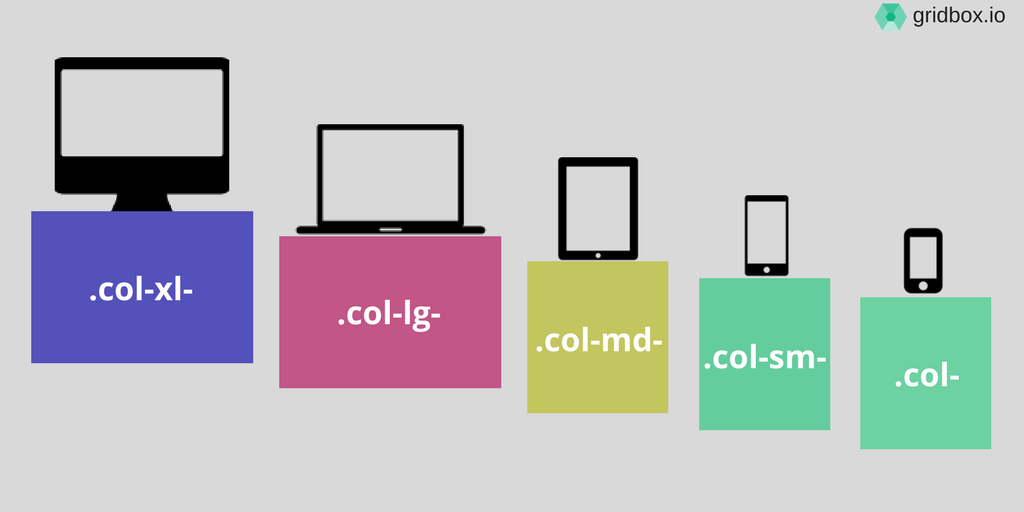 gridbox.io
.col-xl-
.col-lg-
.col-md-
.col-sm-
.col-